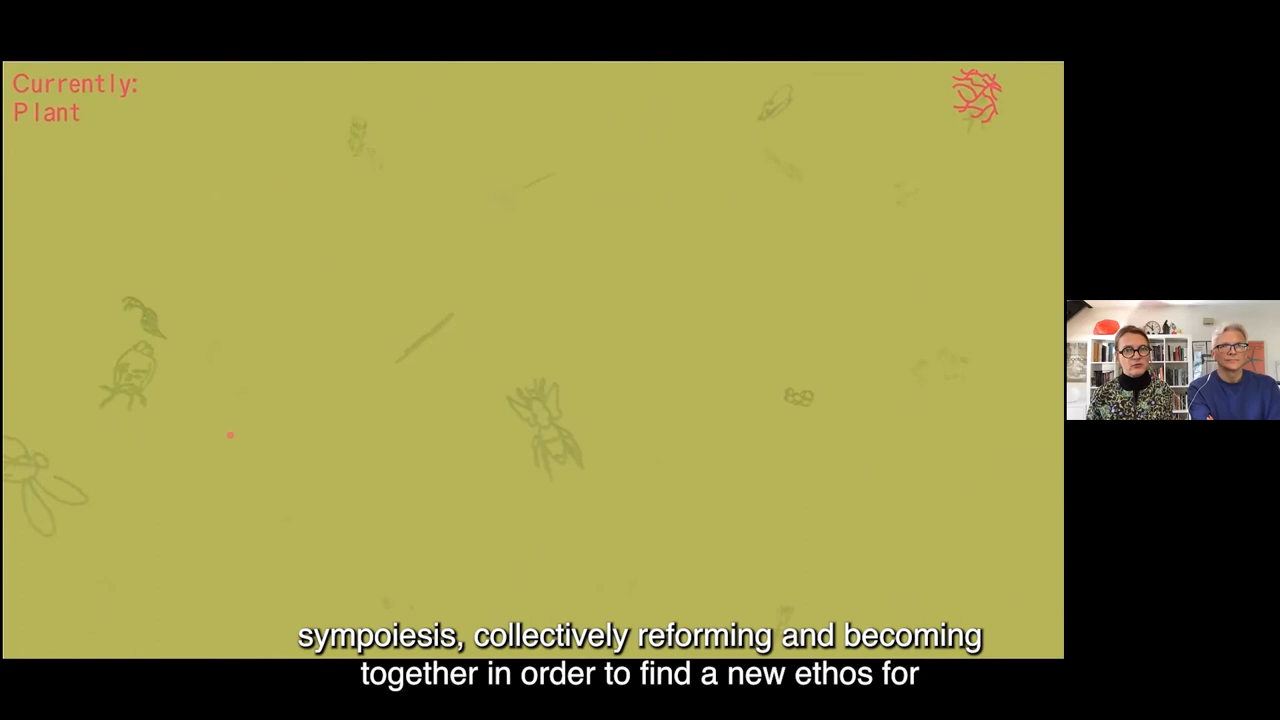 Currently:
Plant
sympoiesis, collectively reforming and becoming
together in order to find a new ethos for